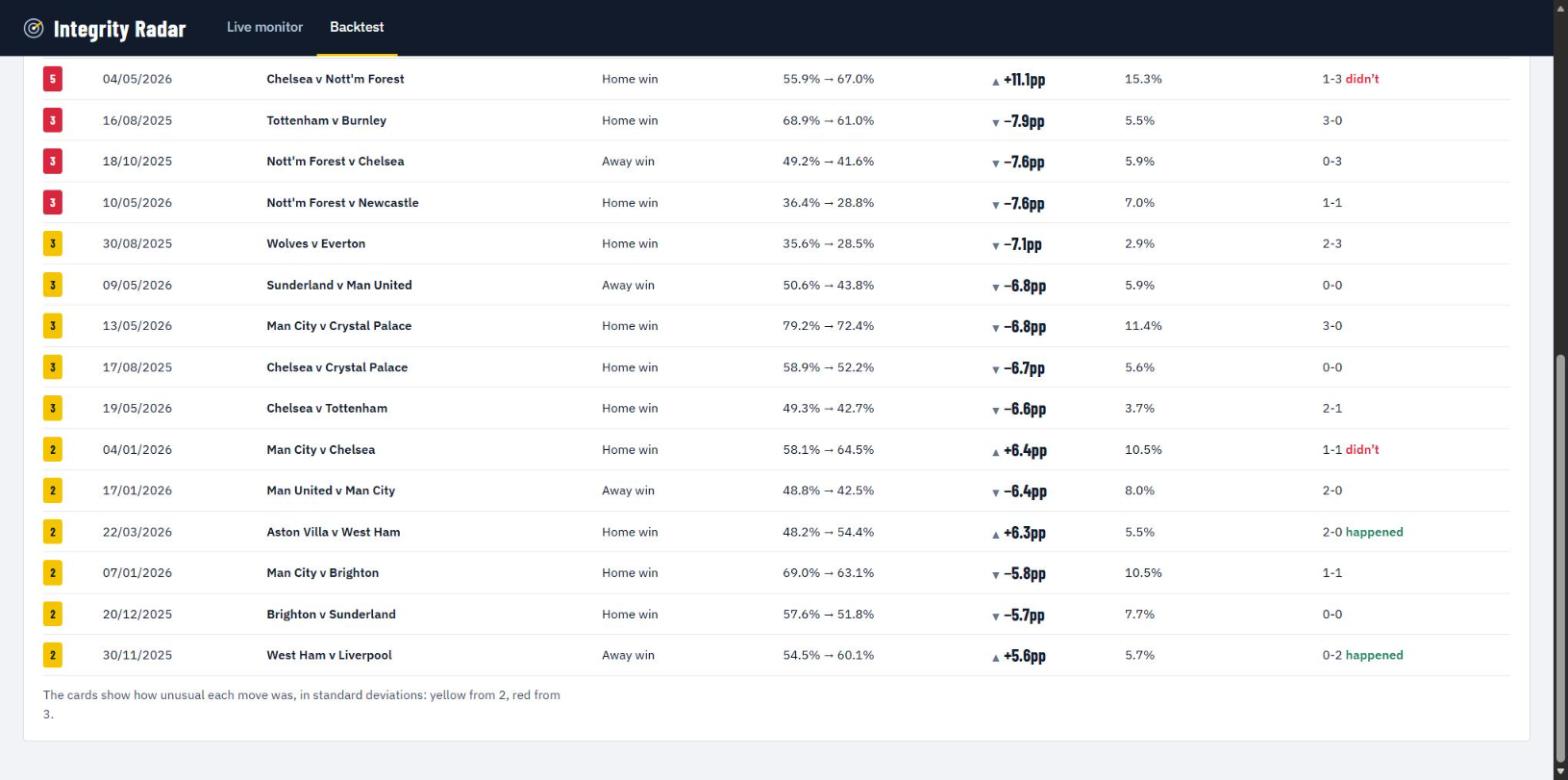 Integrity Radar Live monitor Backtest
5 04/05/2026 Chelsea v Nott'm Forest Home win 55.9% → 67.0% ▲ +11.1pp 15.3% 1-3 didn't
3 16/08/2025 Tottenham v Burnley Home win 68.9% → 61.0% ▼ −7.9pp 5.5% 3-0
3 18/10/2025 Nott'm Forest v Chelsea Away win 49.2% → 41.6% ▼ −7.6pp 5.9% 0-3
3 10/05/2026 Nott'm Forest v Newcastle Home win 36.4% → 28.8% ▼ −7.6pp 7.0% 1-1
3 30/08/2025 Wolves v Everton Home win 35.6% → 28.5% ▼ −7.1pp 2.9% 2-3
3 09/05/2026 Sunderland v Man United Away win 50.6% → 43.8% ▼ −6.8pp 5.9% 0-0
3 13/05/2026 Man City v Crystal Palace Home win 79.2% → 72.4% ▼ −6.8pp 11.4% 3-0
3 17/08/2025 Chelsea v Crystal Palace Home win 58.9% → 52.2% ▼ −6.7pp 5.6% 0-0
3 19/05/2026 Chelsea v Tottenham Home win 49.3% → 42.7% ▼ −6.6pp 3.7% 2-1
2 04/01/2026 Man City v Chelsea Home win 58.1% → 64.5% ▲ +6.4pp 10.5% 1-1 didn't
2 17/01/2026 Man United v Man City Away win 48.8% → 42.5% ▼ −6.4pp 8.0% 2-0
2 22/03/2026 Aston Villa v West Ham Home win 48.2% → 54.4% ▲ +6.3pp 5.5% 2-0 happened
2 07/01/2026 Man City v Brighton Home win 69.0% → 63.1% ▼ −5.8pp 10.5% 1-1
2 20/12/2025 Brighton v Sunderland Home win 57.6% → 51.8% ▼ −5.7pp 7.7% 0-0
2 30/11/2025 West Ham v Liverpool Away win 54.5% → 60.1% ▲ +5.6pp 5.7% 0-2 happened
The cards show how unusual each move was, in standard deviations: yellow from 2, red from
3.